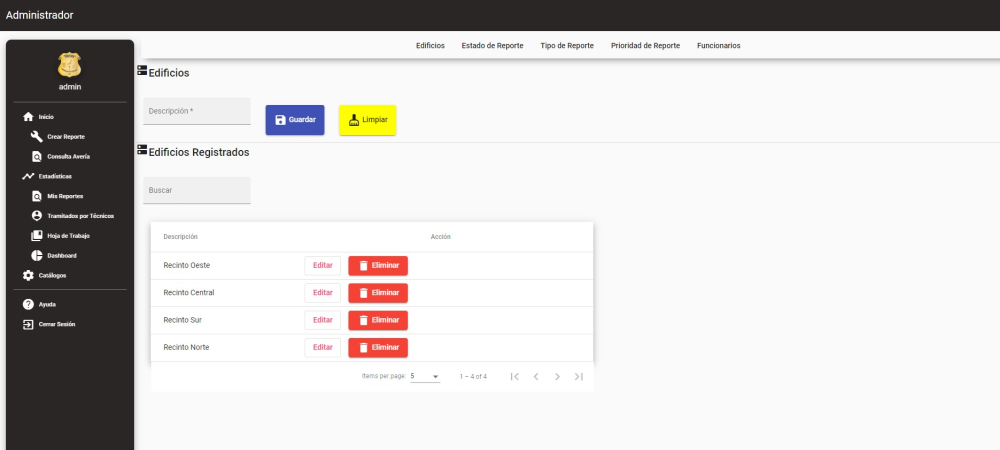 Administrador
admin
Inicio
Crear Reporte
Consulta Avería
Estadísticas
Mis Reportes
Tramitados por Técnicos
Hoja de Trabajo
Dashboard
Catálogos
Ayuda
Cerrar Sesión
Edificios Estado de Reporte Tipo de Reporte Prioridad de Reporte Funcionarios
Edificios
Descripción * Guardar Limpiar
Edificios Registrados
Buscar
Descripción Acción
Recinto Oeste Editar Eliminar
Recinto Central Editar Eliminar
Recinto Sur Editar Eliminar
Recinto Norte Editar Eliminar
Items per page: 5 1 – 4 of 4